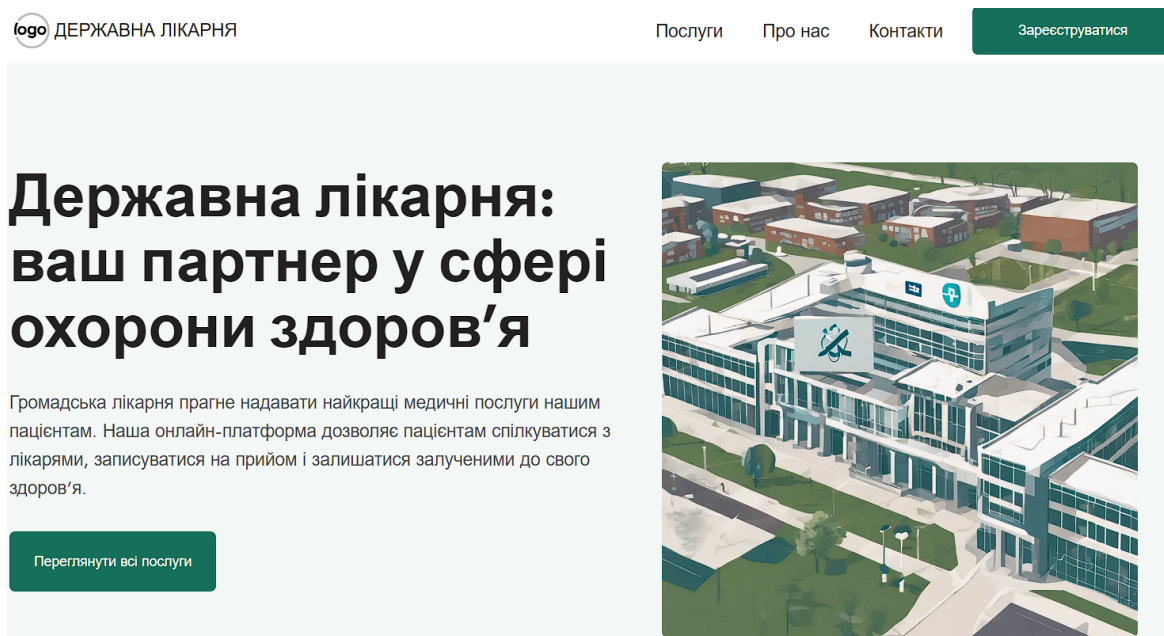 logo ДЕРЖАВНА ЛІКАРНЯ
Послуги Про нас Контакти Зареєструватися
Державна лікарня:
ваш партнер у сфері
охорони здоров’я
Громадська лікарня прагне надавати найкращі медичні послуги нашим
пацієнтам. Наша онлайн-платформа дозволяє пацієнтам спілкуватися з
лікарями, записуватися на прийом і залишатися залученими до свого
здоров’я.
Переглянути всі послуги